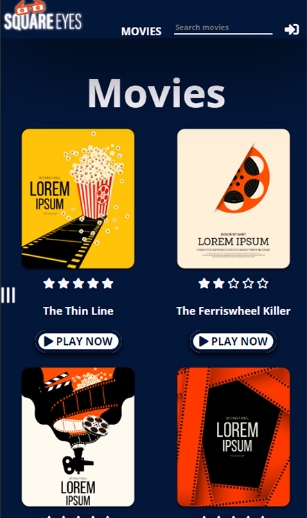 SQUARE EYES
MOVIES
Search movies
Movies
LOREM
IPSUM
LOREM IPSUM
The Thin Line
The Ferriswheel Killer
PLAY NOW
PLAY NOW
INTERNATIONAL
LOREM
IPSUM
LOREM
IPSUM